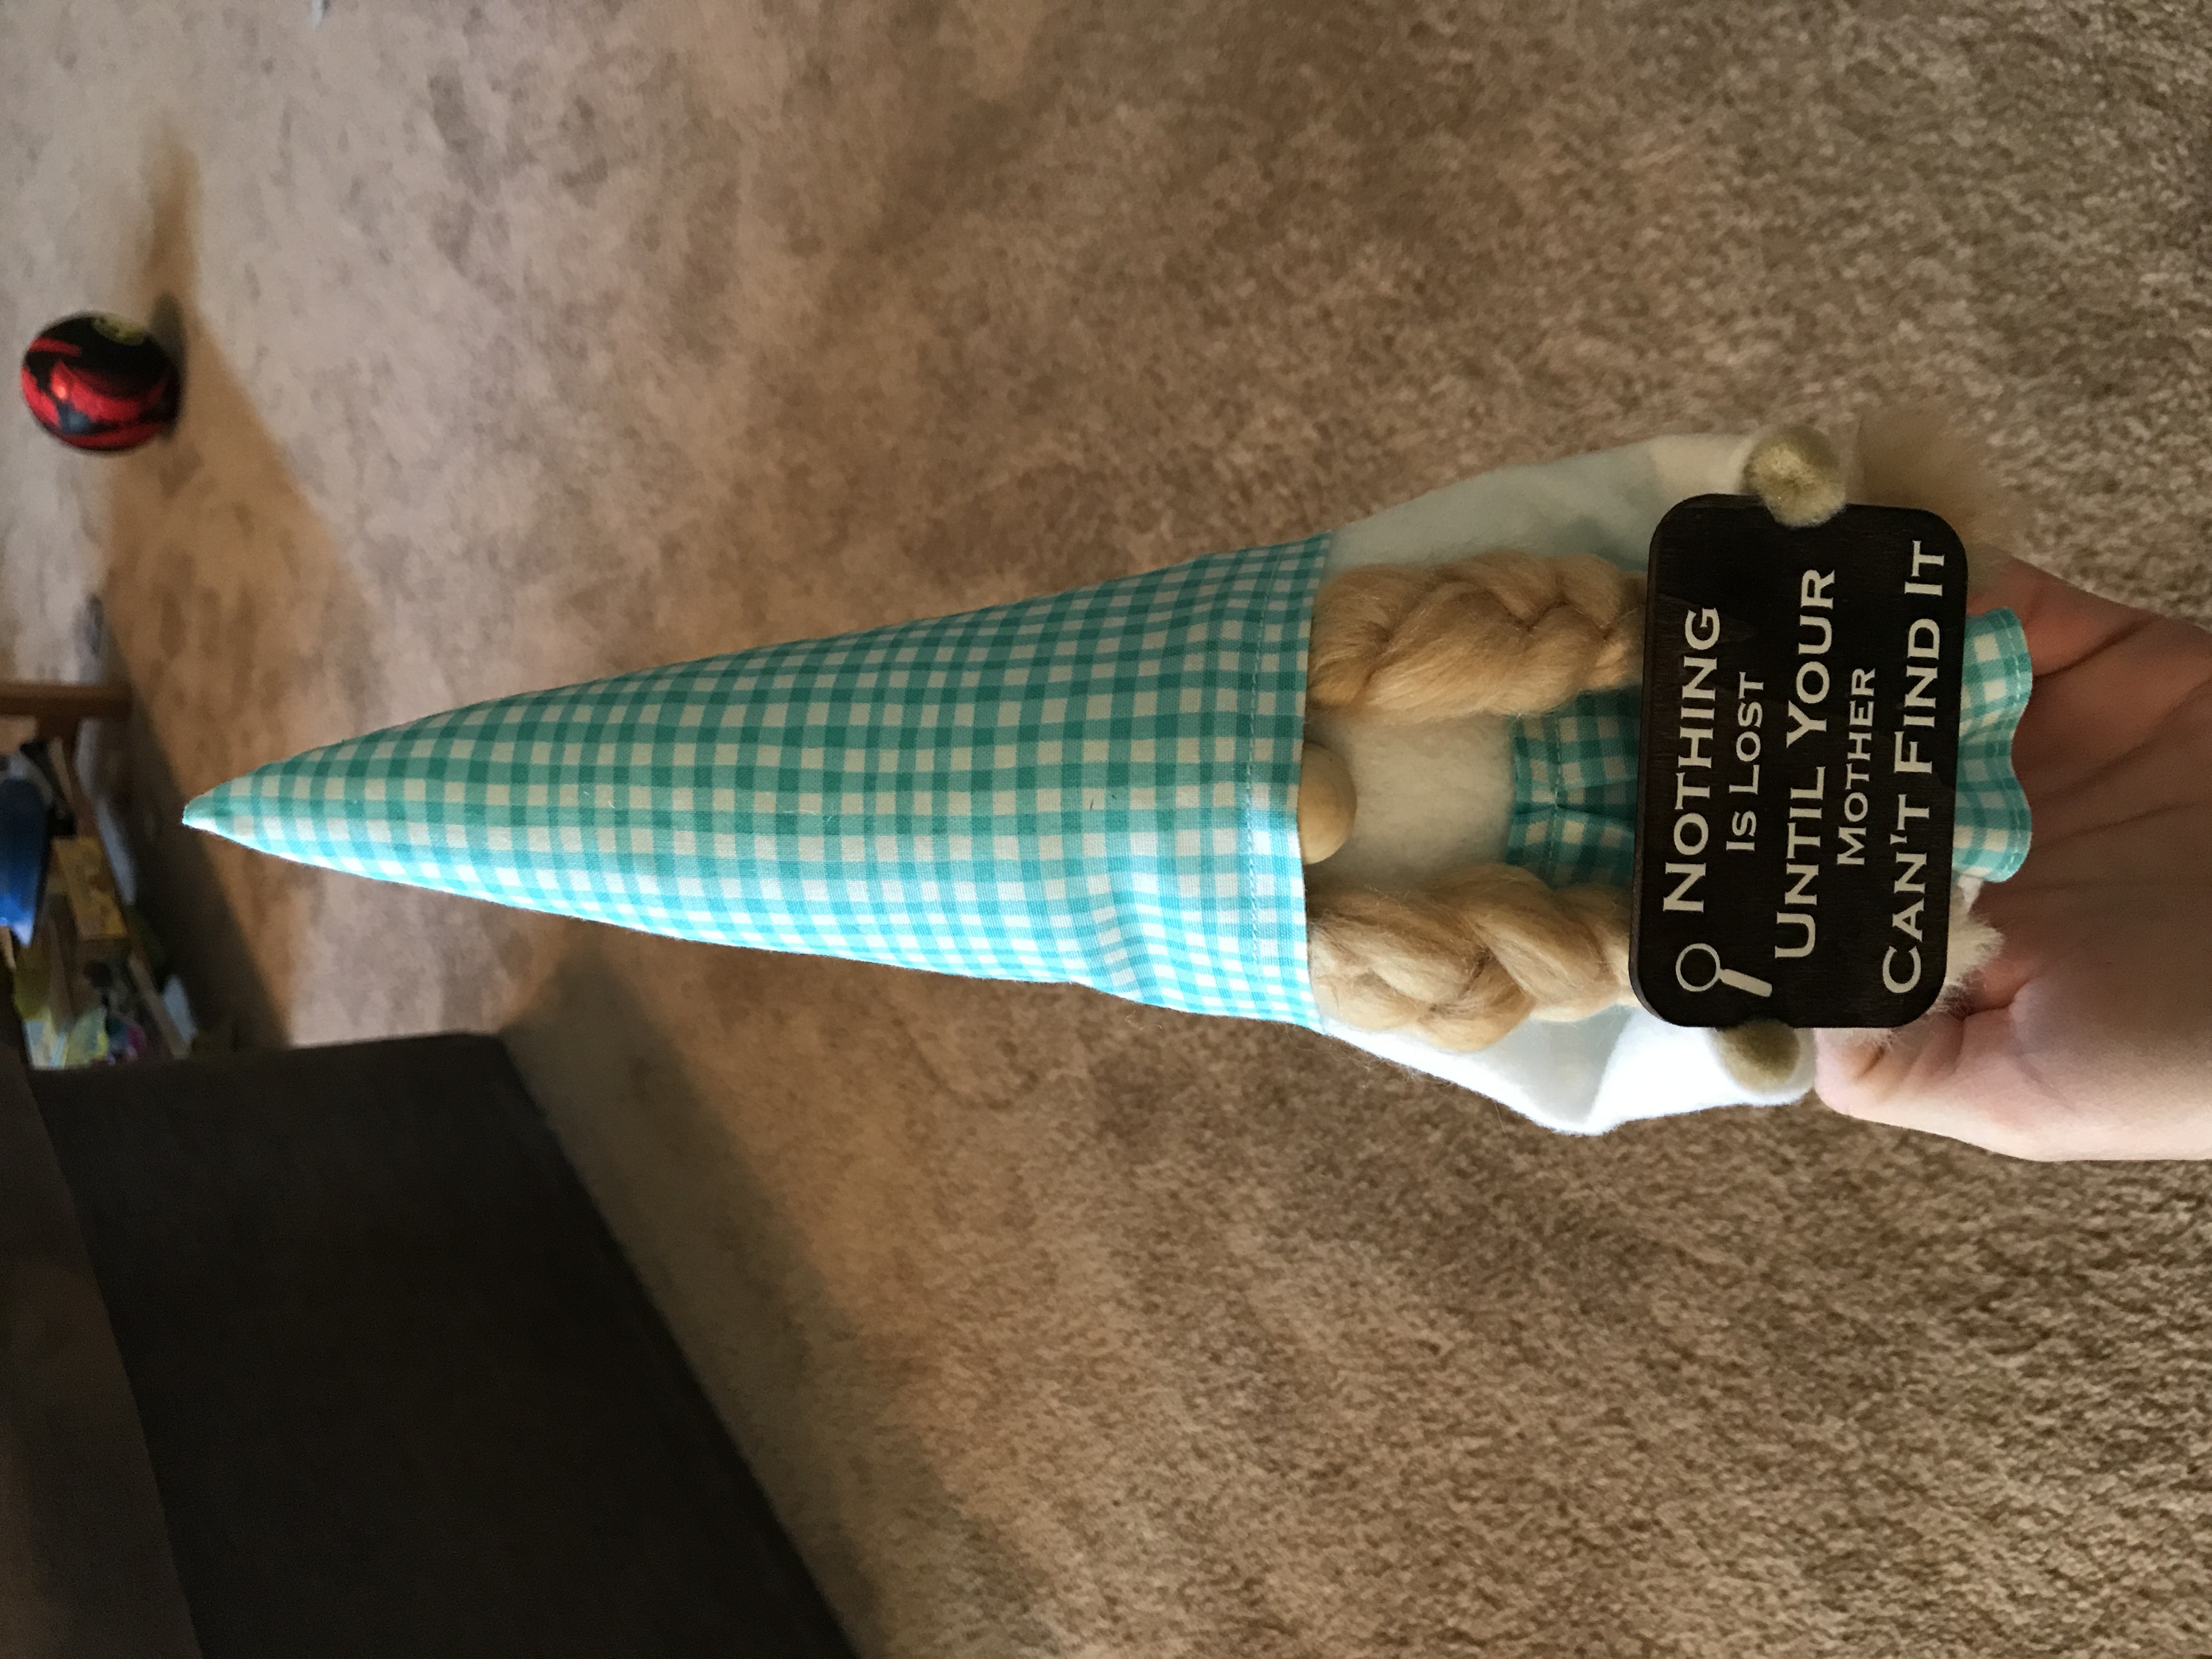 NOTHING
IS LOST
UNTIL YOUR
MOTHER
CAN'T FIND IT